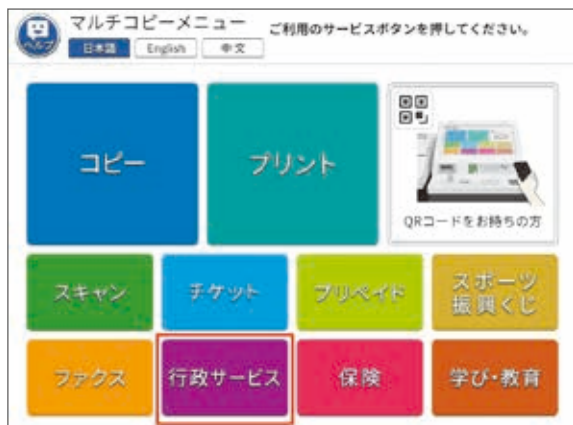 ヘルプ
マルチコピーメニュー
ご利用のサービスボタンを押してください。
日本語
English
中文
コピー
プリント
QRコードをお持ちの方
スキャン
チケット
プリペイド
スポーツ
振興くじ
ファクス
行政サービス
保険
学び・教育